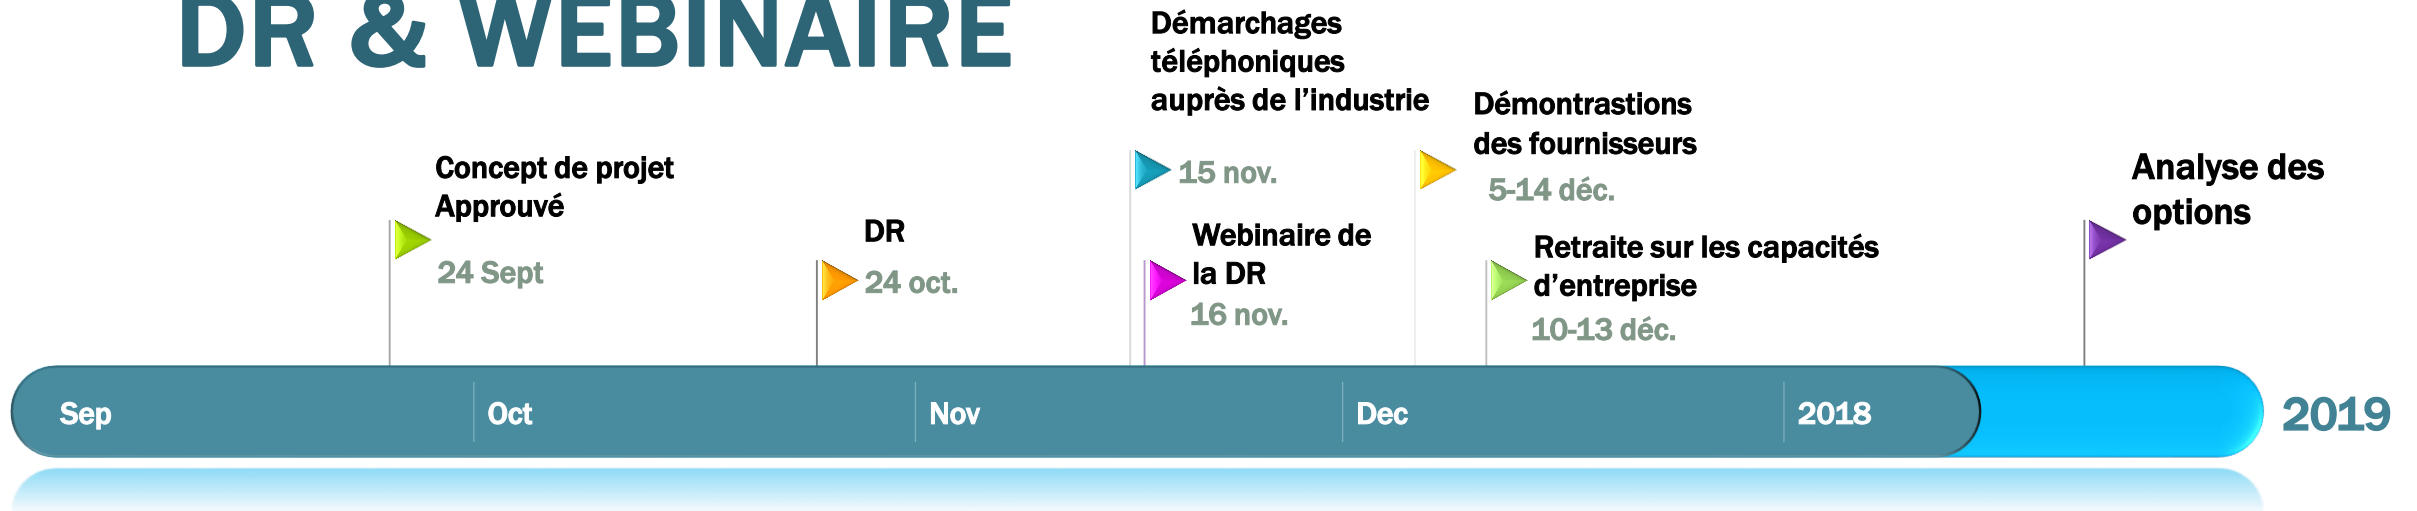 DR & WEBINAIRE
Concept de projet
Approuvé
24 Sept
DR
24 oct.
Démarchages
téléphoniques
auprès de l’industrie
15 nov.
Webinaire de
la DR
16 nov.
Démontrastions
des fournisseurs
5-14 déc.
Retraite sur les capacités
d’entreprise
10-13 déc.
Analyse des
options
Sep
Oct
Nov
Dec
2018
2019